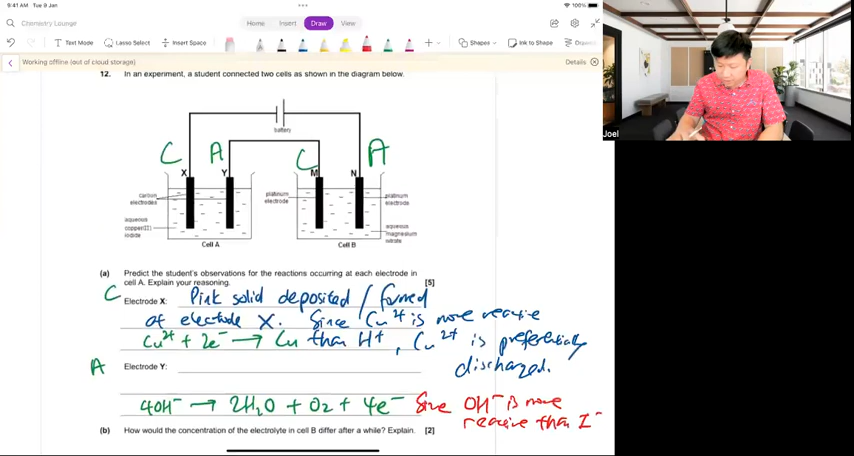 9:41 AM Tue 9 Jan
100%
Chemistry Lounge
Home Insert Draw View
Text Mode Lasso Select Insert Space Shapes Ink to Shape
Working offline (out of cloud storage)
Details
12. In an experiment, a student connected two cells as shown in the diagram below.
battery
C A C A
X Y M N
carbon electrodes
platinum electrode
platinum electrode
aqueous copper(II) iodide
aqueous magnesium nitrate
Cell A
Cell B
(a) Predict the student's observations for the reactions occurring at each electrode in
cell A. Explain your reasoning. [5]
C
Electrode X: Pink solid deposited / formed
at electrode X. Since Cu²⁺ is more reactive
Cu²⁺ + 2e⁻ → Cu than H⁺, Cu²⁺ is preferentially
discharged.
A
Electrode Y:
4OH⁻ → 2H₂O + O₂ + 4e⁻ Since OH⁻ is more
reactive than I⁻
(b) How would the concentration of the electrolyte in cell B differ after a while? Explain. [2]
Joel